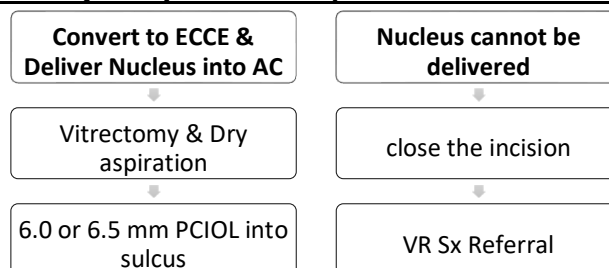 Convert to ECCE &
Deliver Nucleus into AC
Vitrectomy & Dry
aspiration
6.0 or 6.5 mm PCIOL into
sulcus
Nucleus cannot be
delivered
close the incision
VR Sx Referral